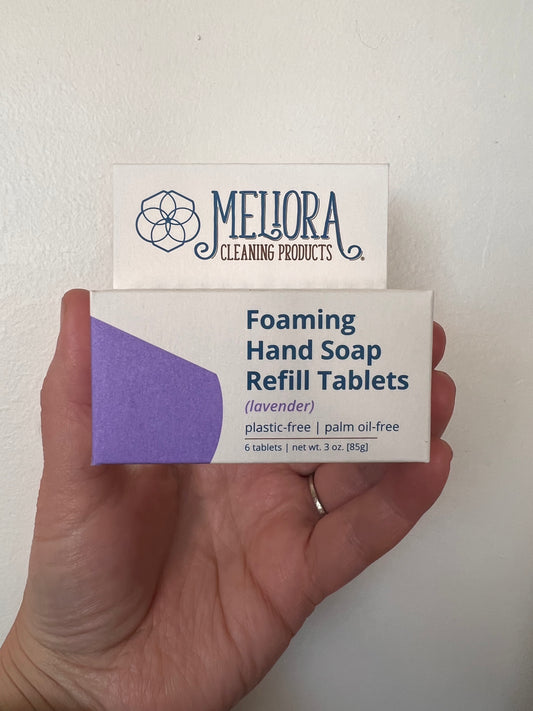 MELIORA
CLEANING PRODUCTS®
Foaming
Hand Soap
Refill Tablets
(lavender)
plastic-free | palm oil-free
6 tablets | net wt. 3 oz. [85g]